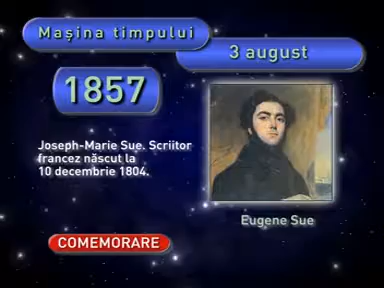 Mașina timpului
3 august
1857
Joseph-Marie Sue. Scriitor
francez născut la
10 decembrie 1804.
Eugene Sue
COMEMORARE